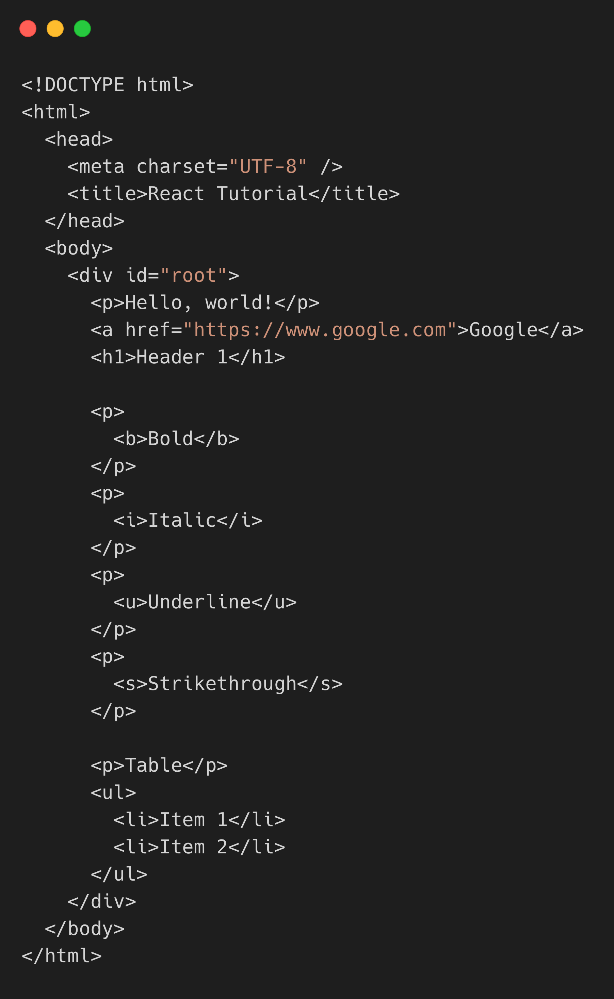 <!DOCTYPE html>
<html>
  <head>
    <meta charset="UTF-8" />
    <title>React Tutorial</title>
  </head>
  <body>
    <div id="root">
      <p>Hello, world!</p>
      <a href="https://www.google.com">Google</a>
      <h1>Header 1</h1>

      <p>
        <b>Bold</b>
      </p>
      <p>
        <i>Italic</i>
      </p>
      <p>
        <u>Underline</u>
      </p>
      <p>
        <s>Strikethrough</s>
      </p>

      <p>Table</p>
      <ul>
        <li>Item 1</li>
        <li>Item 2</li>
      </ul>
    </div>
  </body>
</html>